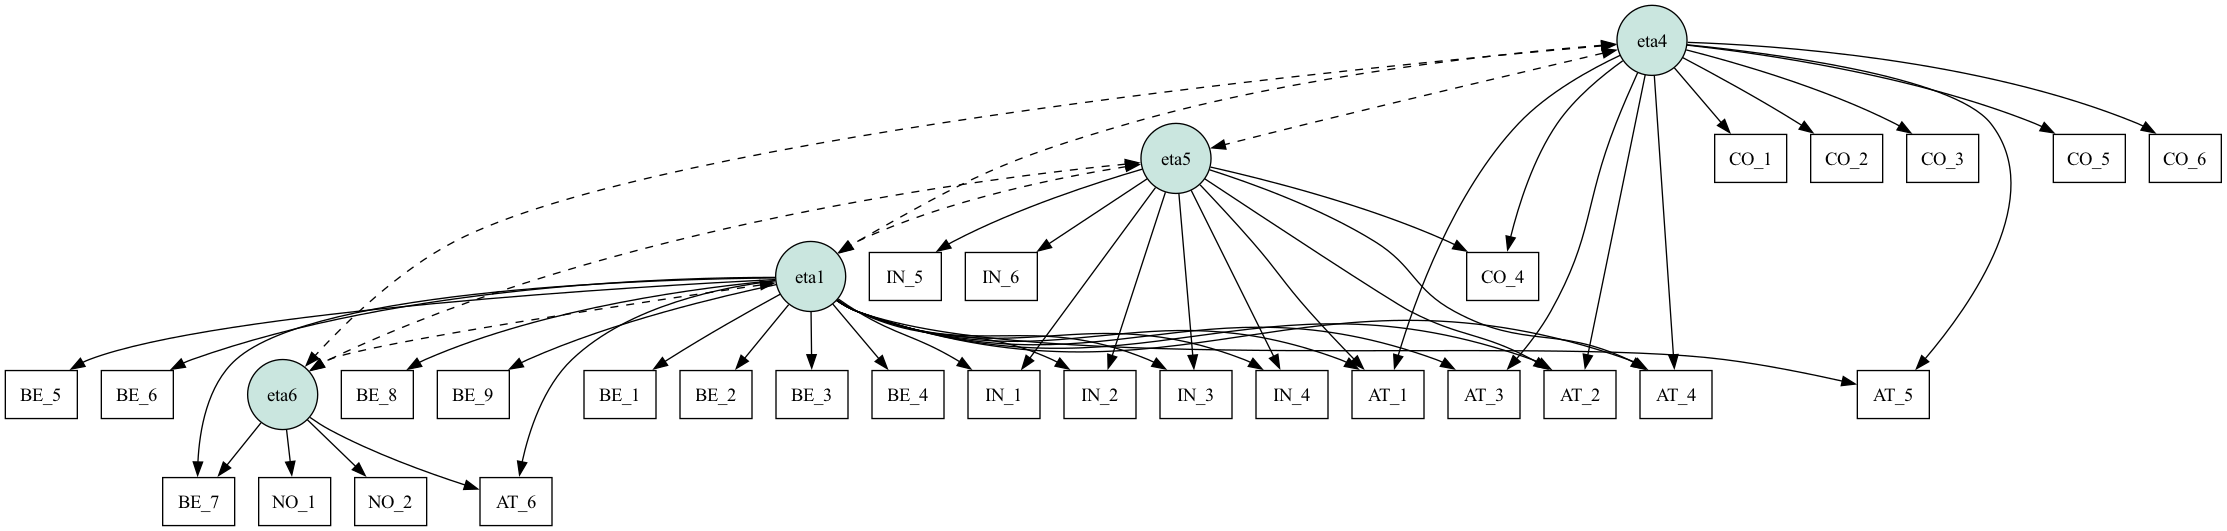 eta4
eta5
CO_1
CO_2
CO_3
CO_5
CO_6
eta1
IN_5
IN_6
CO_4
BE_5
BE_6
eta6
BE_8
BE_9
BE_1
BE_2
BE_3
BE_4
IN_1
IN_2
IN_3
IN_4
AT_1
AT_3
AT_2
AT_4
AT_5
BE_7
NO_1
NO_2
AT_6